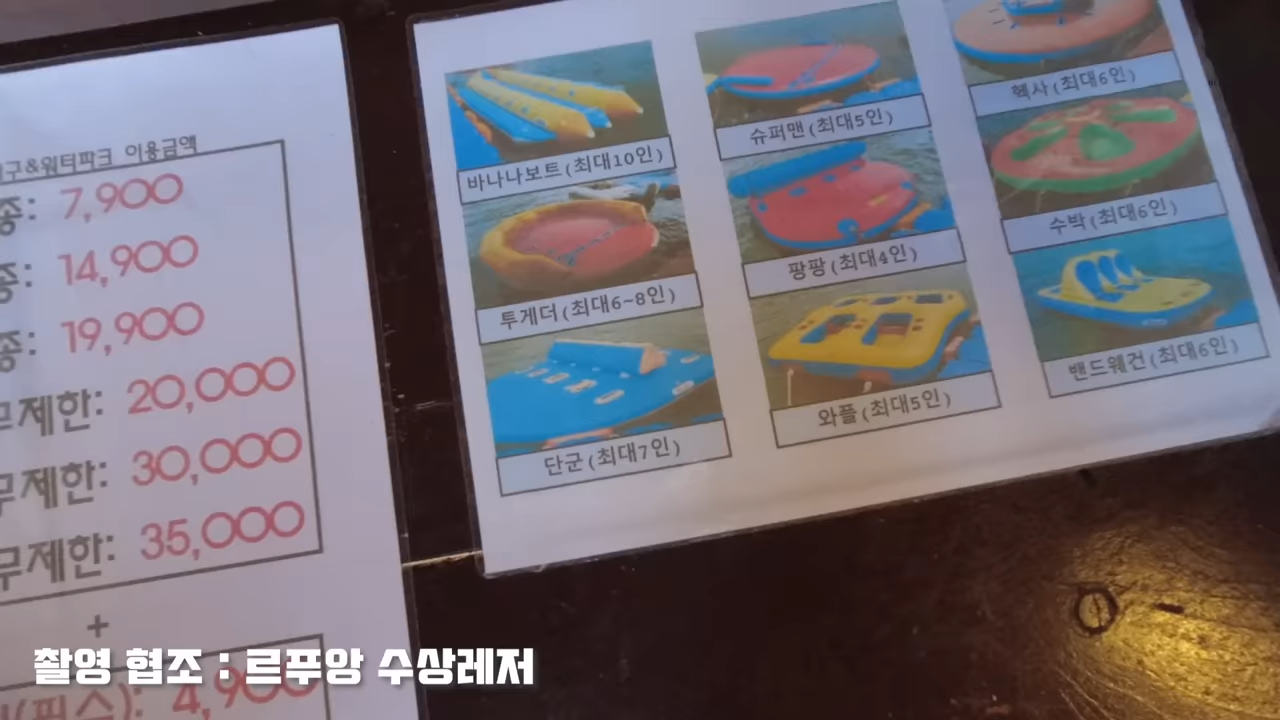 이용금액
종: 7,900
종: 14,900
종: 19,900
무제한: 20,000
무제한: 30,000
무제한: 35,000
+
(필수): 4,900
바나나보트(최대10인)
슈퍼맨(최대5인)
헥사(최대6인)
투게더(최대6~8인)
팡팡(최대4인)
수박(최대6인)
단군(최대7인)
와플(최대5인)
밴드웨건(최대6인)
촬영 협조 : 르푸앙 수상레저